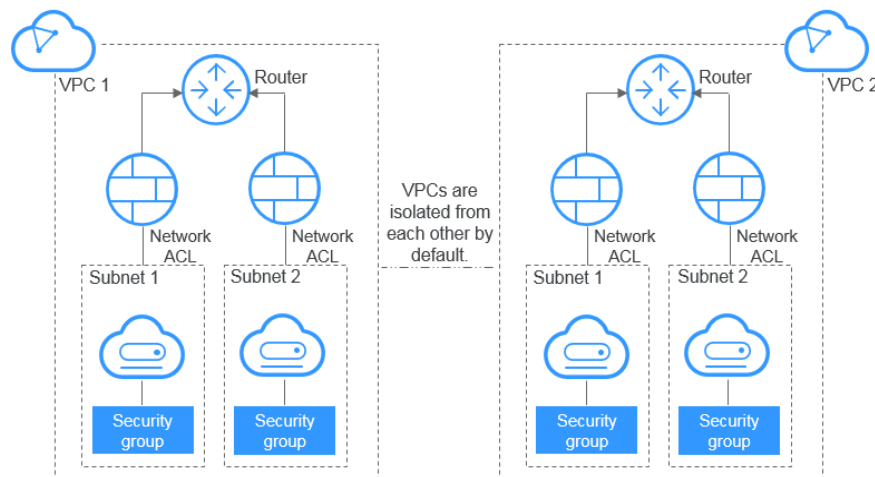 VPC 1
Router
Network
ACL
Network
ACL
Subnet 1
Subnet 2
Security
group
Security
group
VPCs are
isolated from
each other by
default.
Router
VPC 2
Network
ACL
Network
ACL
Subnet 1
Subnet 2
Security
group
Security
group